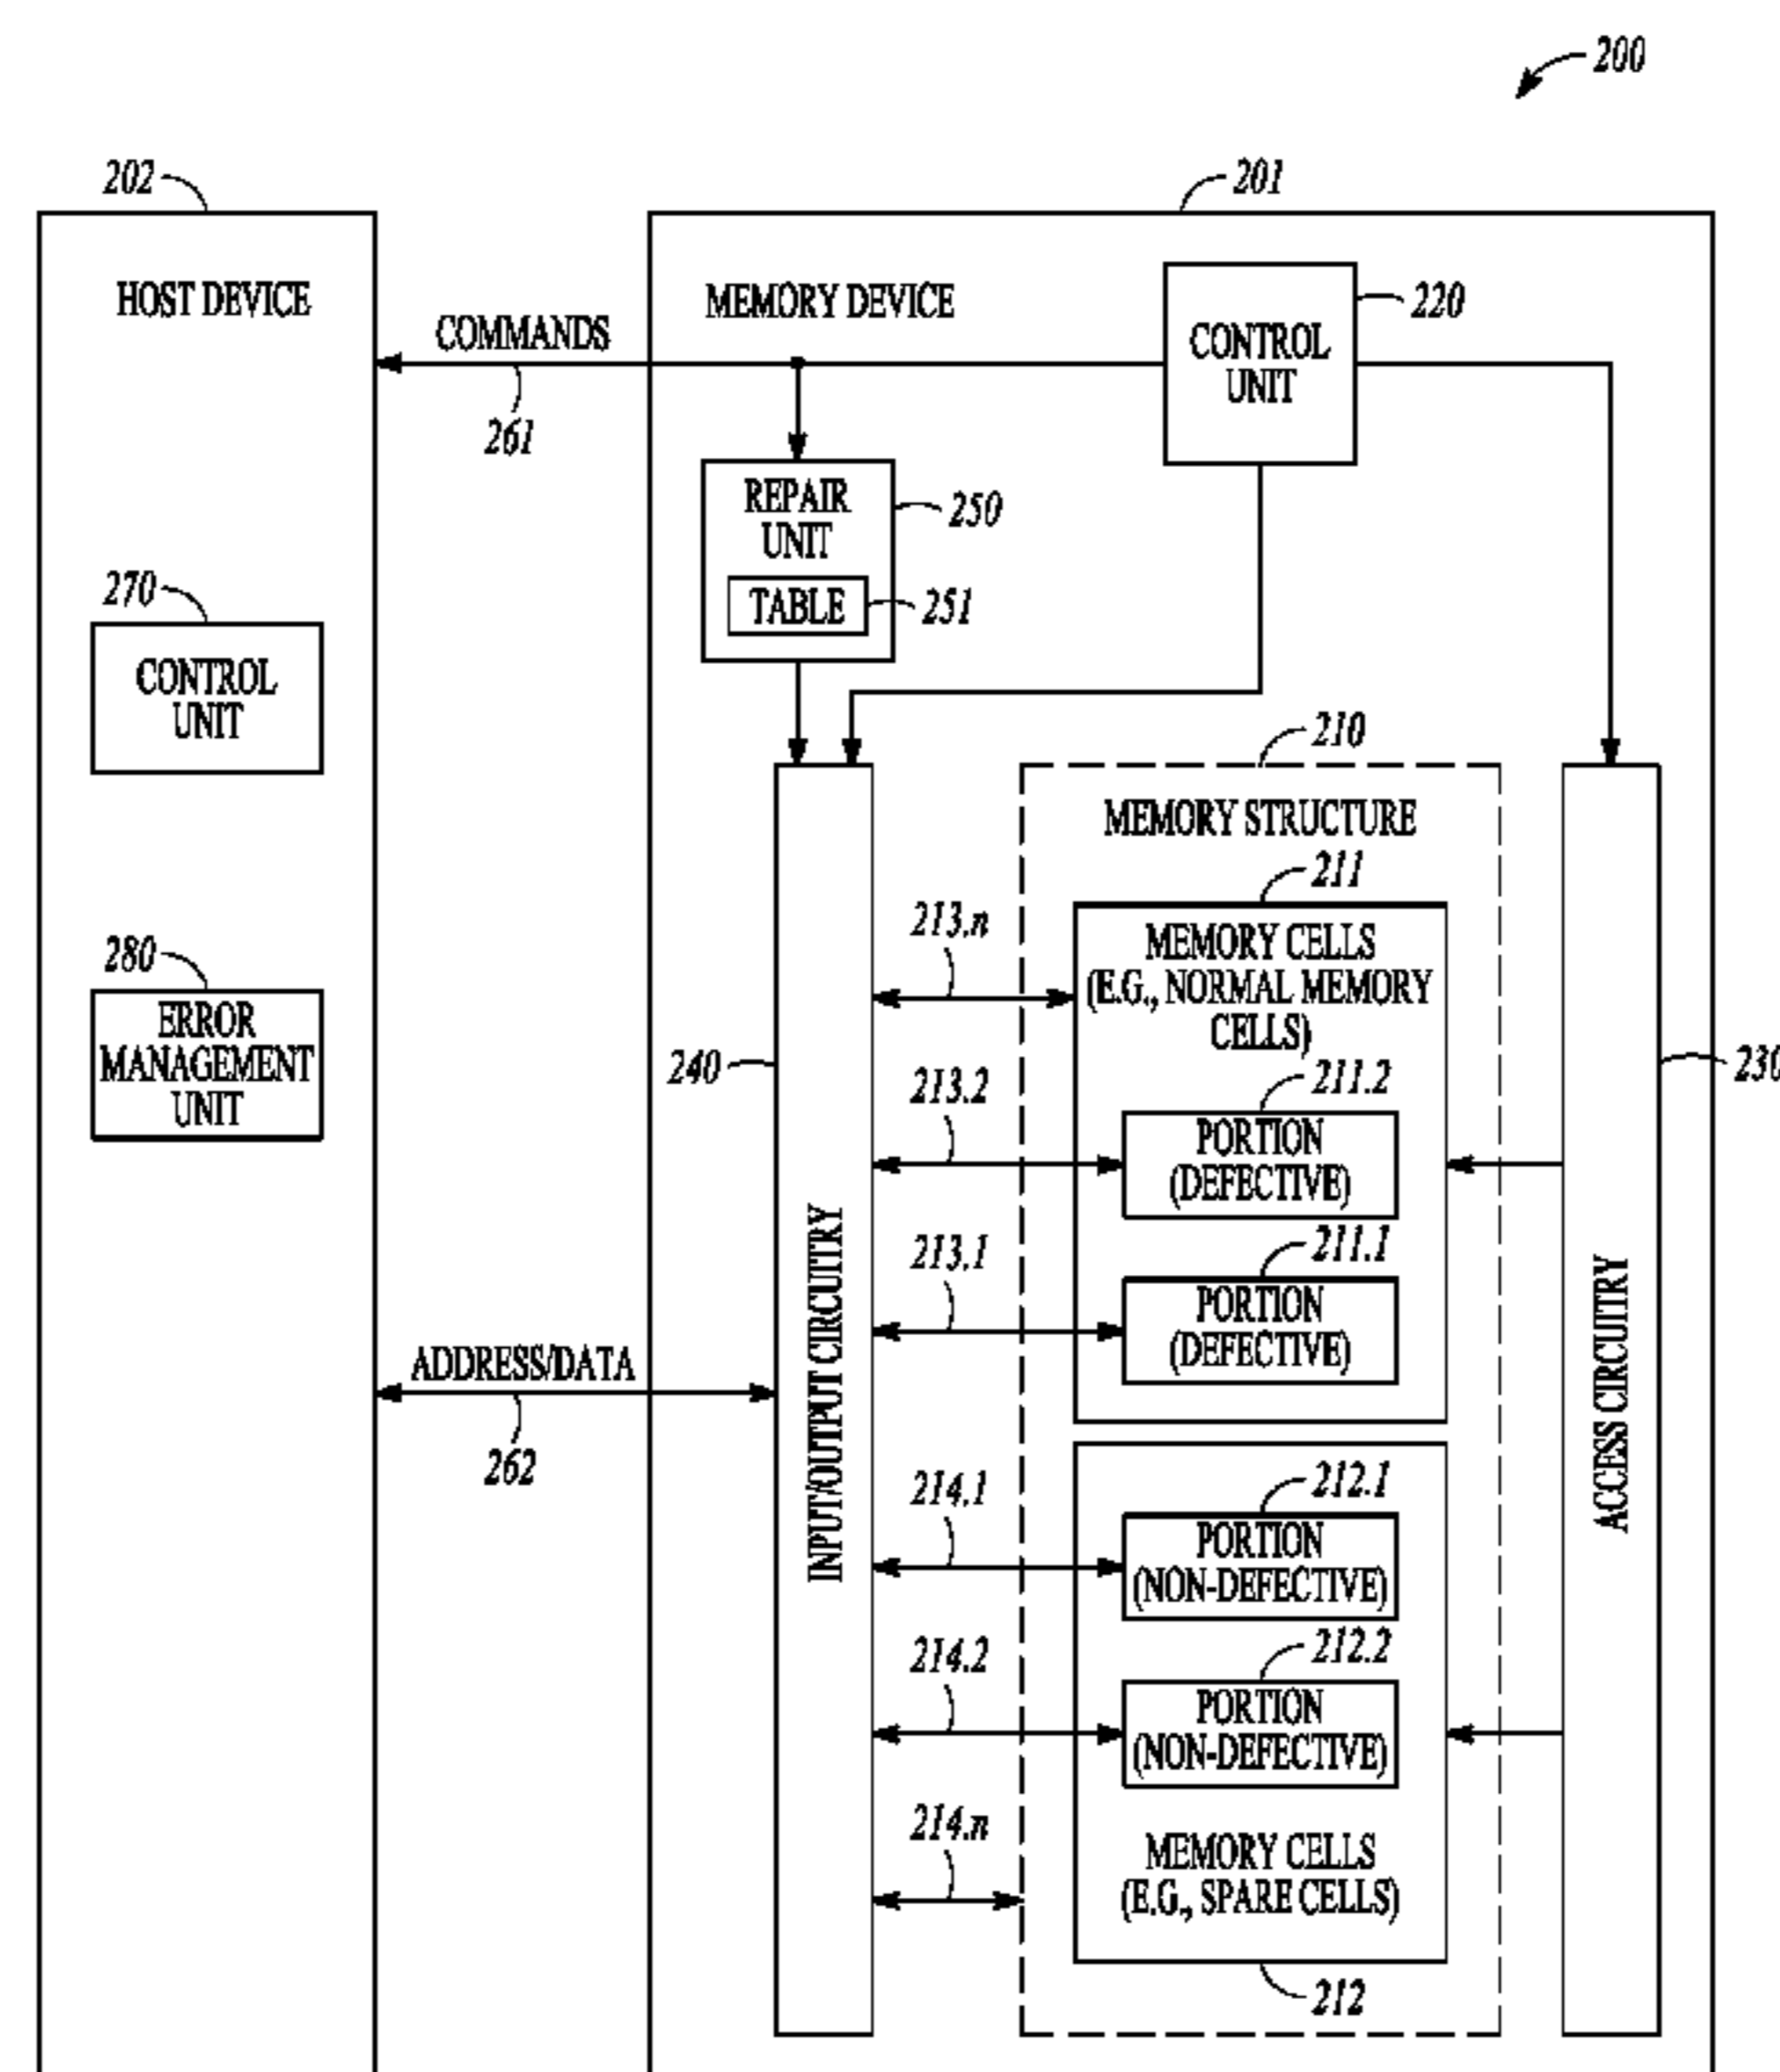 200
202
201
HOST DEVICE
MEMORY DEVICE
CONTROL
UNIT
220
COMMANDS
261
REPAIR
UNIT
250
TABLE
251
270
CONTROL
UNIT
280
ERROR
MANAGEMENT
UNIT
210
MEMORY STRUCTURE
211
213.n
MEMORY CELLS
(E.G., NORMAL MEMORY
CELLS)
240
230
213.2
211.2
PORTION
(DEFECTIVE)
213.1
211.1
PORTION
(DEFECTIVE)
INPUT/OUTPUT CIRCUITRY
ACCESS CIRCUITRY
ADDRESS/DATA
262
214.1
212.1
PORTION
(NON-DEFECTIVE)
214.2
212.2
PORTION
(NON-DEFECTIVE)
214.n
MEMORY CELLS
(E.G., SPARE CELLS)
212